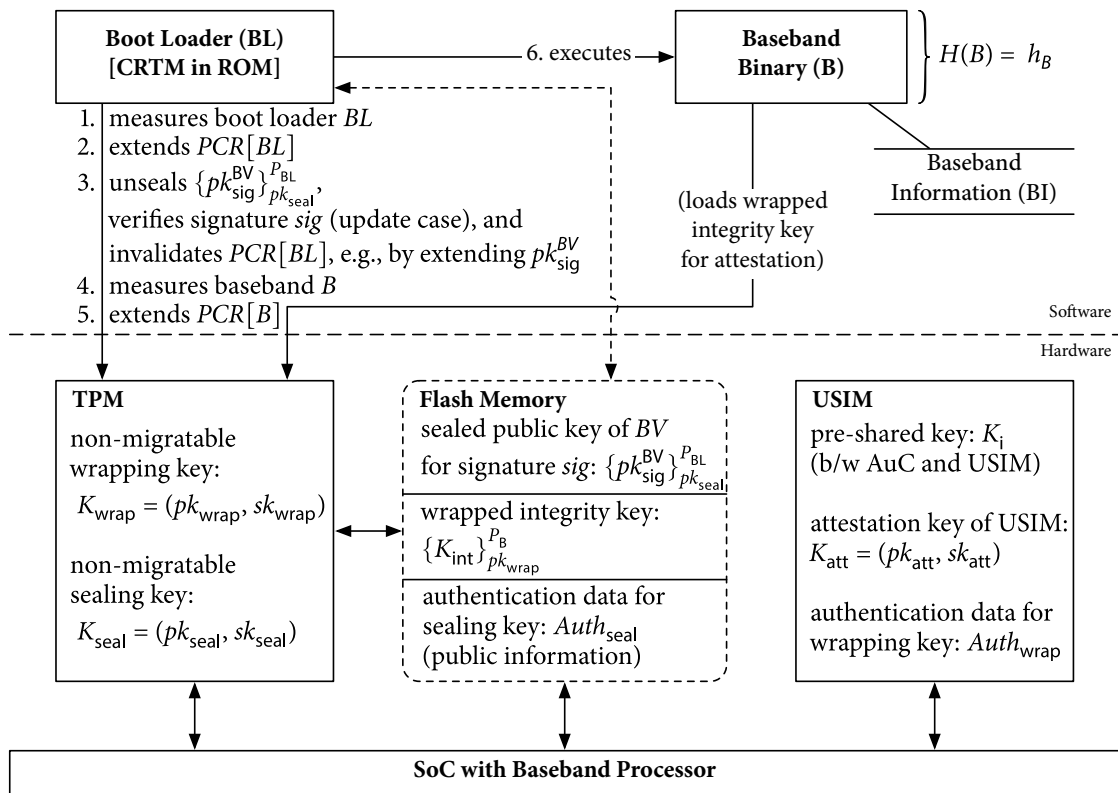 Boot Loader (BL)
[CRTM in ROM]
6. executes
Baseband
Binary (B)
H(B) = h_B
1. measures boot loader BL
2. extends PCR[BL]
3. unseals {pk_sig^BV}_{pk_seal}^{P_BL},
verifies signature sig (update case), and
invalidates PCR[BL], e.g., by extending pk_sig^BV
4. measures baseband B
5. extends PCR[B]
Baseband
Information (BI)
(loads wrapped
integrity key
for attestation)
Software
Hardware
TPM
non-migratable
wrapping key:
K_wrap = (pk_wrap, sk_wrap)
non-migratable
sealing key:
K_seal = (pk_seal, sk_seal)
Flash Memory
sealed public key of BV
for signature sig: {pk_sig^BV}_{pk_seal}^{P_BL}
wrapped integrity key:
{K_int}_{pk_wrap}^{P_B}
authentication data for
sealing key: Auth_seal
(public information)
USIM
pre-shared key: K_i
(b/w AuC and USIM)
attestation key of USIM:
K_att = (pk_att, sk_att)
authentication data for
wrapping key: Auth_wrap
SoC with Baseband Processor